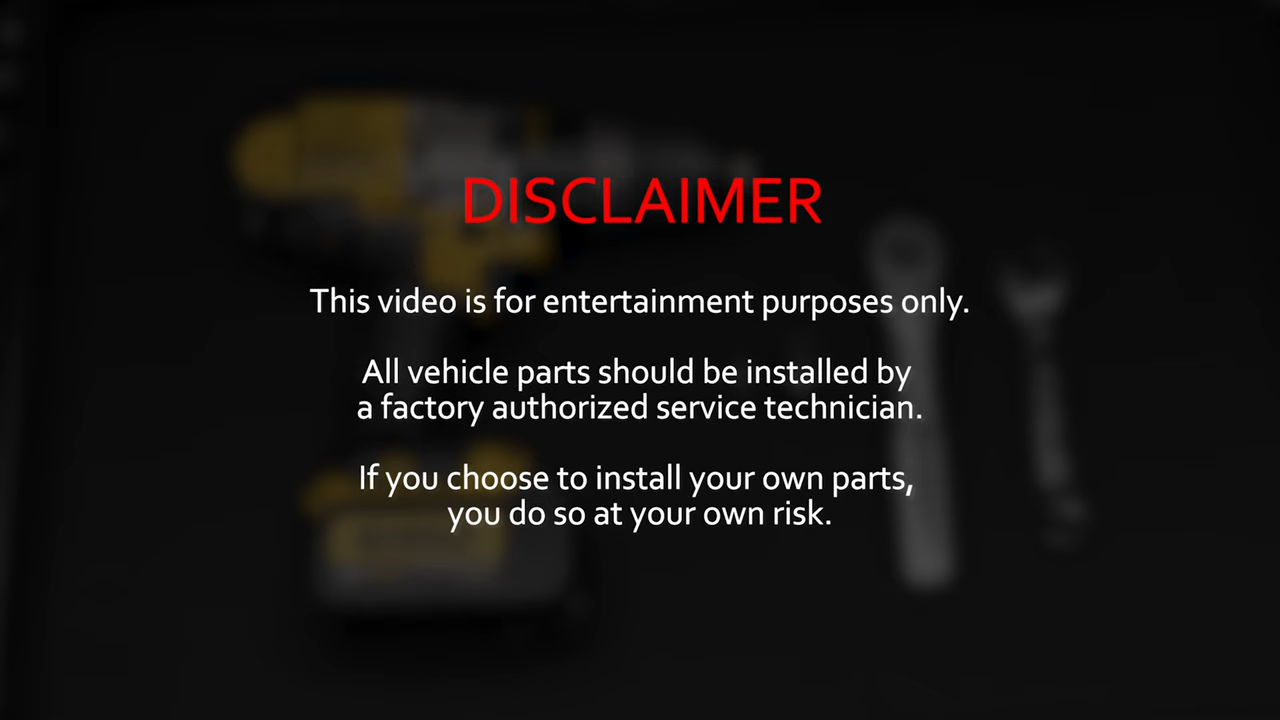 DISCLAIMER
This video is for entertainment purposes only.
All vehicle parts should be installed by
a factory authorized service technician.
If you choose to install your own parts,
you do so at your own risk.